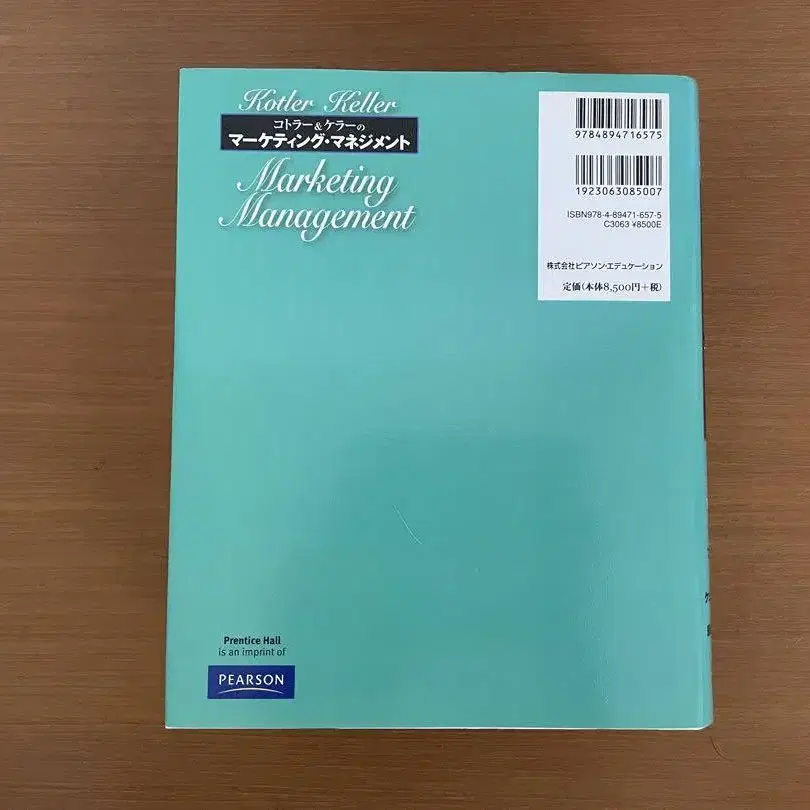 Kotler Keller
コトラー&ケラーの
マーケティング・マネジメント
Marketing
Management
9784894716575
1923063085007
ISBN978-4-89471-657-5
C3063 ¥8500E
株式会社ピアソン・エデュケーション
定価(本体8,500円+税)
Prentice Hall
is an imprint of
PEARSON